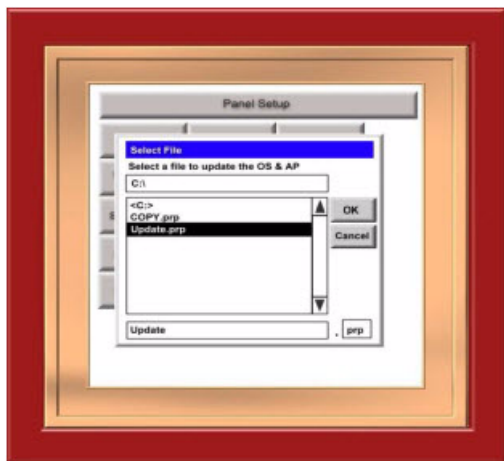 Panel Setup
Select File
Select a file to update the OS & AP
C:\
<C:>
COPY.prp
Update.prp
OK
Cancel
Update . prp